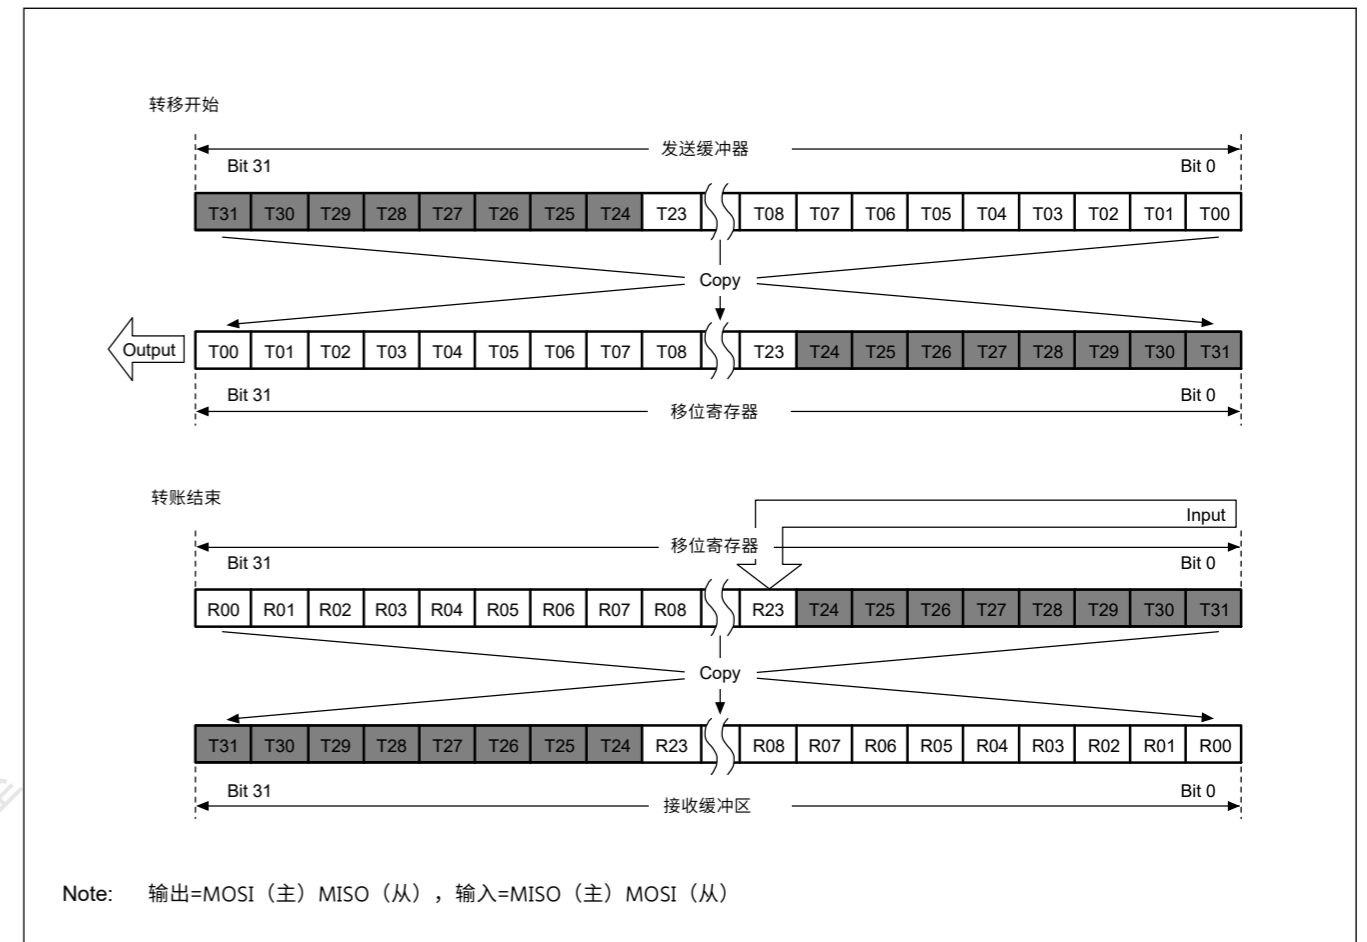 转移开始
发送缓冲器
Bit 31 Bit 0
T31 T30 T29 T28 T27 T26 T25 T24 T23 T08 T07 T06 T05 T04 T03 T02 T01 T00
Copy
Output T00 T01 T02 T03 T04 T05 T06 T07 T08 T23 T24 T25 T26 T27 T28 T29 T30 T31
Bit 31 Bit 0
移位寄存器
转账结束
Input
移位寄存器
Bit 31 Bit 0
R00 R01 R02 R03 R04 R05 R06 R07 R08 R23 T24 T25 T26 T27 T28 T29 T30 T31
Copy
T31 T30 T29 T28 T27 T26 T25 T24 R23 R08 R07 R06 R05 R04 R03 R02 R01 R00
Bit 31 Bit 0
接收缓冲区
Note: 输出=MOSI（主）MISO（从），输入=MISO（主）MOSI（从）